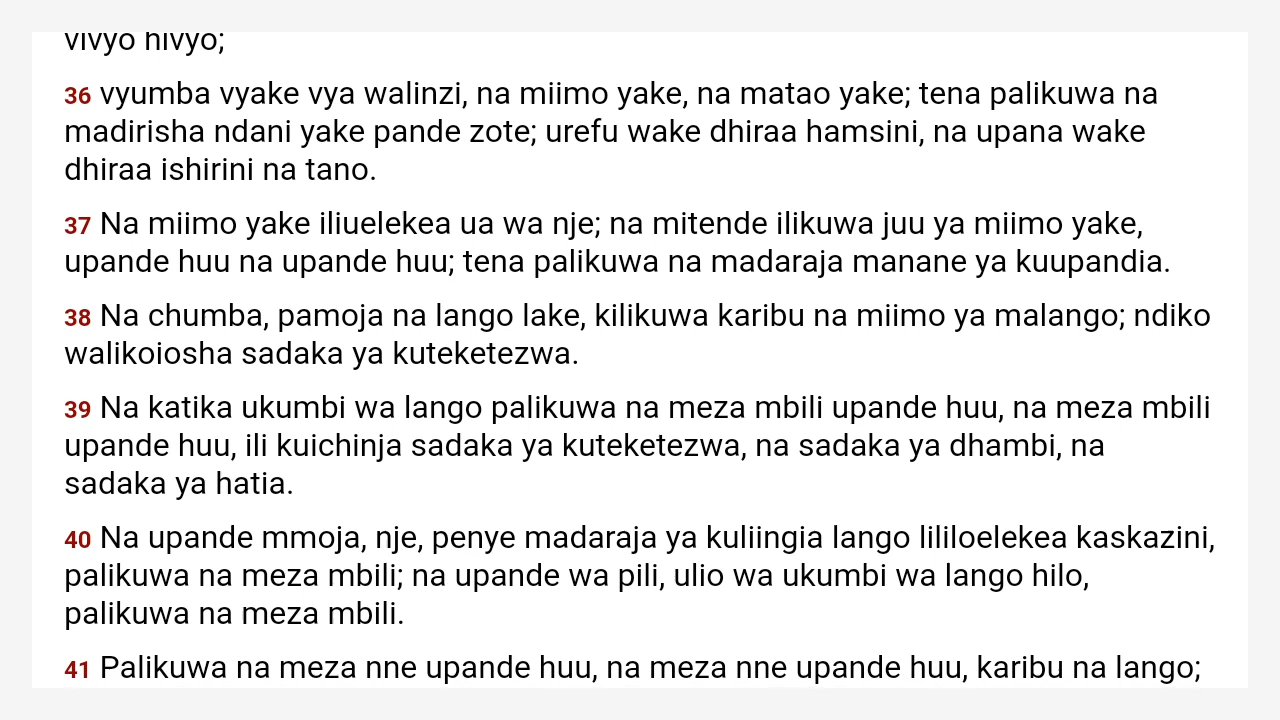 vivyo hivyo;
36 vyumba vyake vya walinzi, na miimo yake, na matao yake; tena palikuwa na
madirisha ndani yake pande zote; urefu wake dhiraa hamsini, na upana wake
dhiraa ishirini na tano.
37 Na miimo yake iliuelekea ua wa nje; na mitende ilikuwa juu ya miimo yake,
upande huu na upande huu; tena palikuwa na madaraja manane ya kuupandia.
38 Na chumba, pamoja na lango lake, kilikuwa karibu na miimo ya malango; ndiko
walikoiosha sadaka ya kuteketezwa.
39 Na katika ukumbi wa lango palikuwa na meza mbili upande huu, na meza mbili
upande huu, ili kuichinja sadaka ya kuteketezwa, na sadaka ya dhambi, na
sadaka ya hatia.
40 Na upande mmoja, nje, penye madaraja ya kuliingia lango lililoelekea kaskazini,
palikuwa na meza mbili; na upande wa pili, ulio wa ukumbi wa lango hilo,
palikuwa na meza mbili.
41 Palikuwa na meza nne upande huu, na meza nne upande huu, karibu na lango;